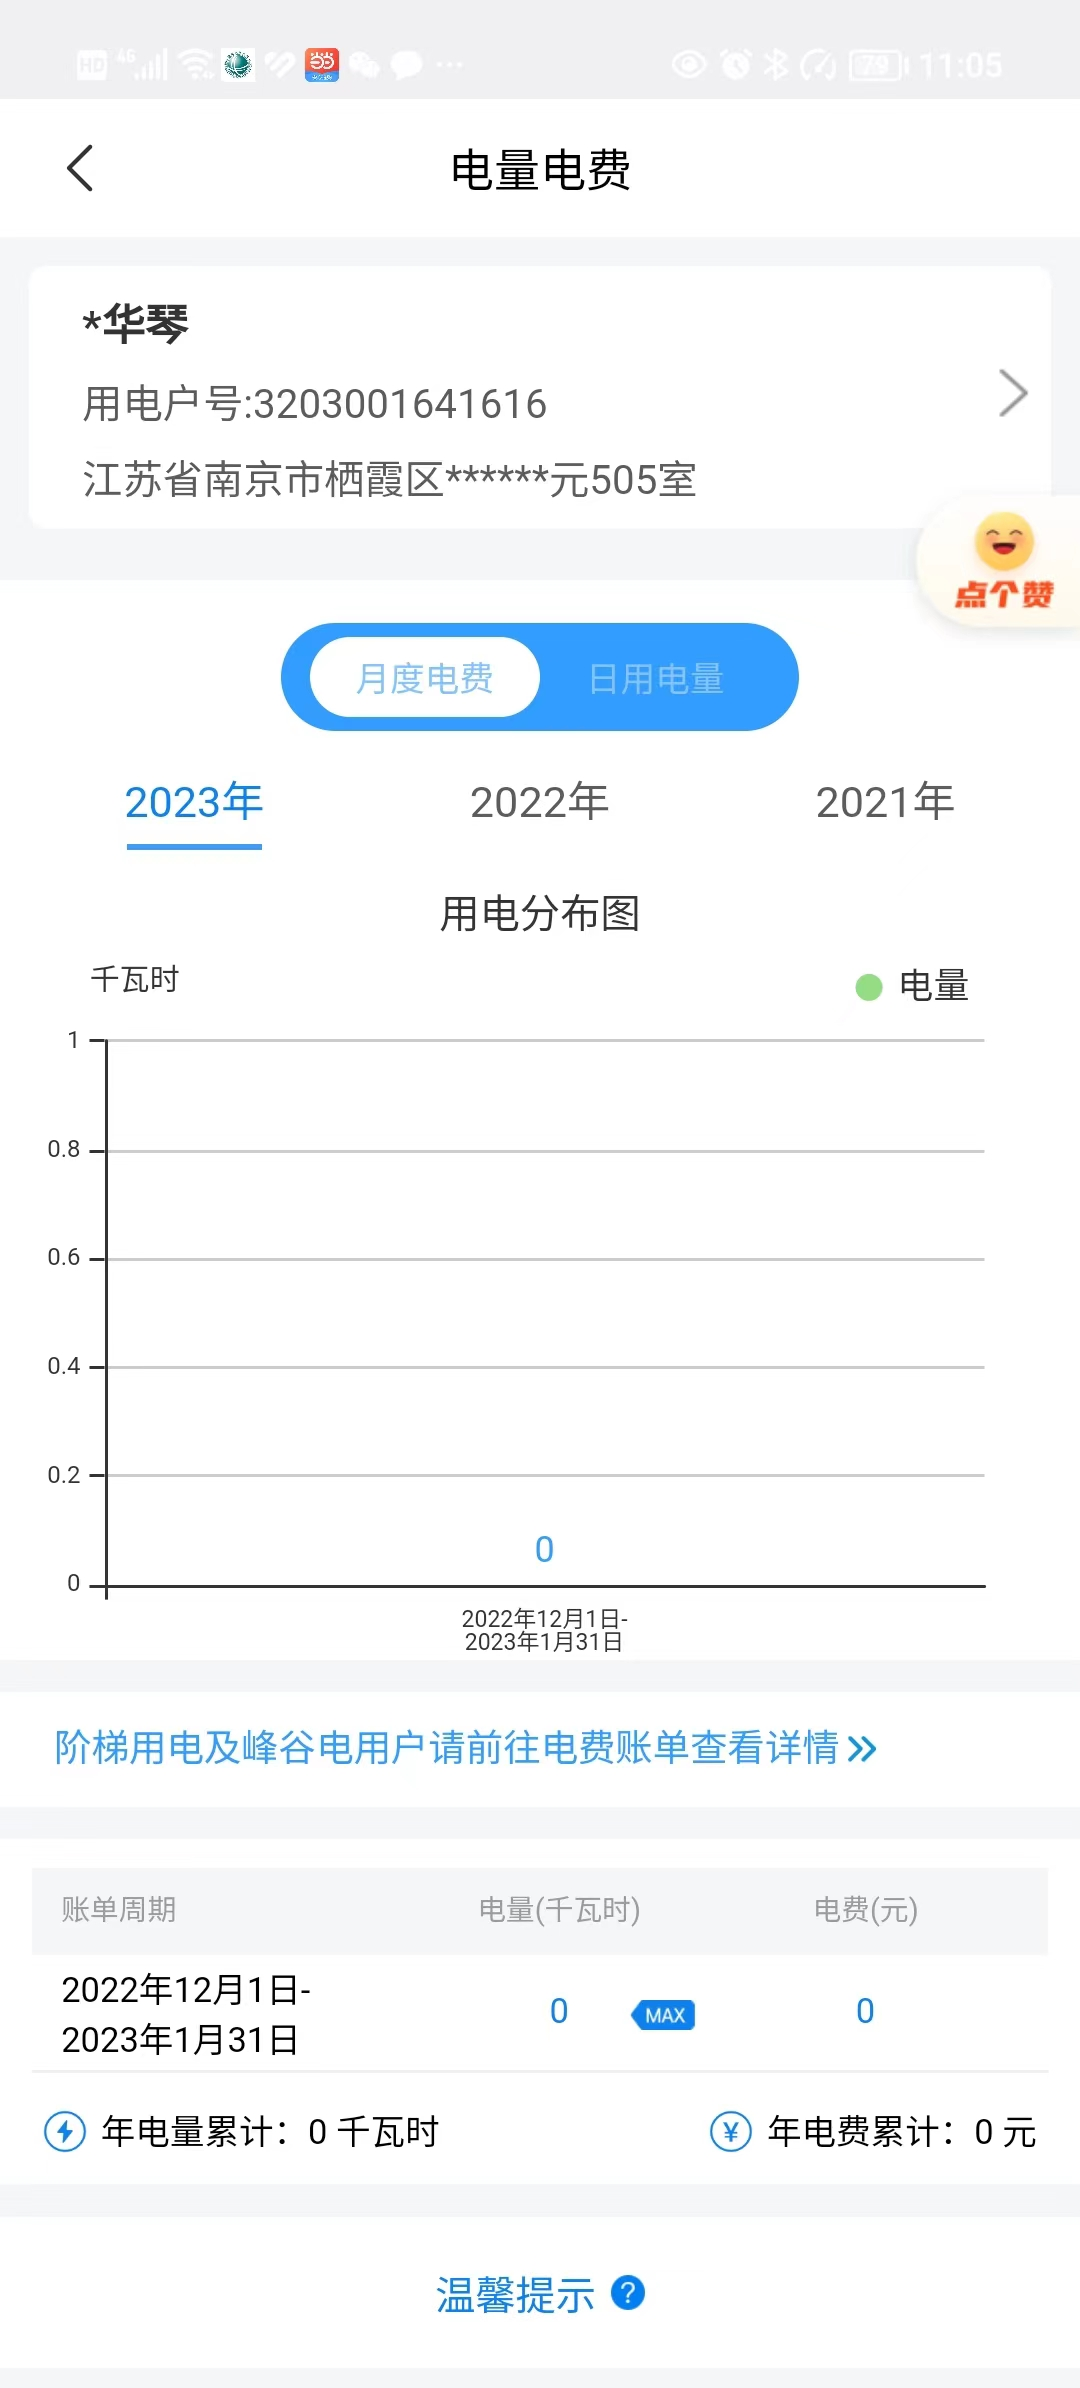 HD 4G 79 11:05
电量电费
*华琴
用电户号:3203001641616
江苏省南京市栖霞区******元505室
点个赞
月度电费 日用电量
2023年 2022年 2021年
用电分布图
千瓦时 电量
1
0.8
0.6
0.4
0.2
0
0
2022年12月1日-
2023年1月31日
阶梯用电及峰谷电用户请前往电费账单查看详情
账单周期 电量(千瓦时) 电费(元)
2022年12月1日-
2023年1月31日
0 MAX 0
年电量累计：0 千瓦时 ¥ 年电费累计：0 元
温馨提示 ?